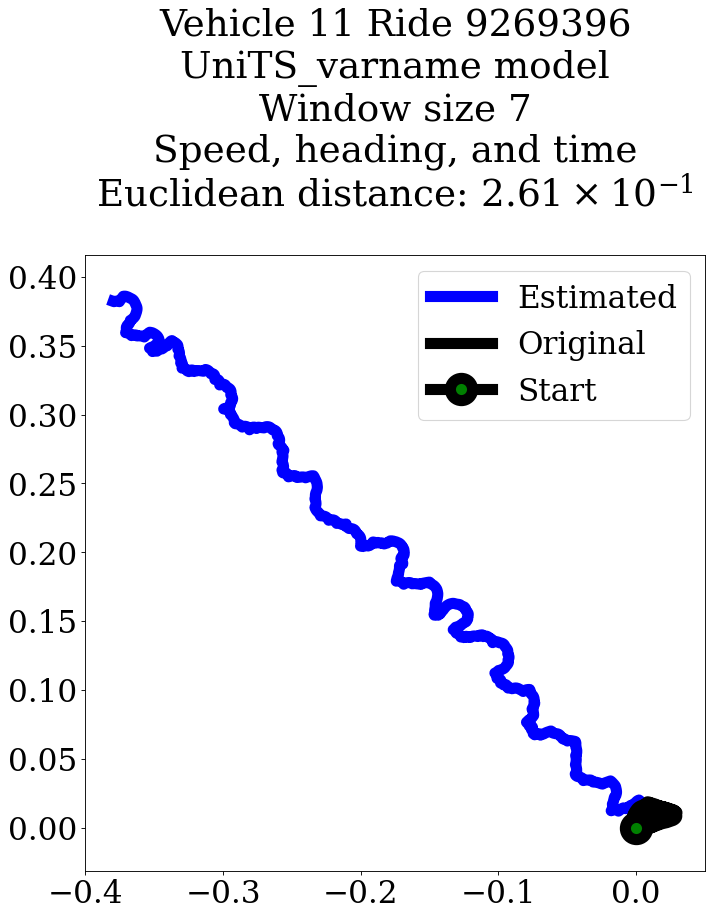 Vehicle 11 Ride 9269396
UniTS_varname model
Window size 7
Speed, heading, and time
Euclidean distance: 2.61 × 10⁻¹
Estimated
Original
Start
0.40
0.35
0.30
0.25
0.20
0.15
0.10
0.05
0.00
−0.4 −0.3 −0.2 −0.1 0.0